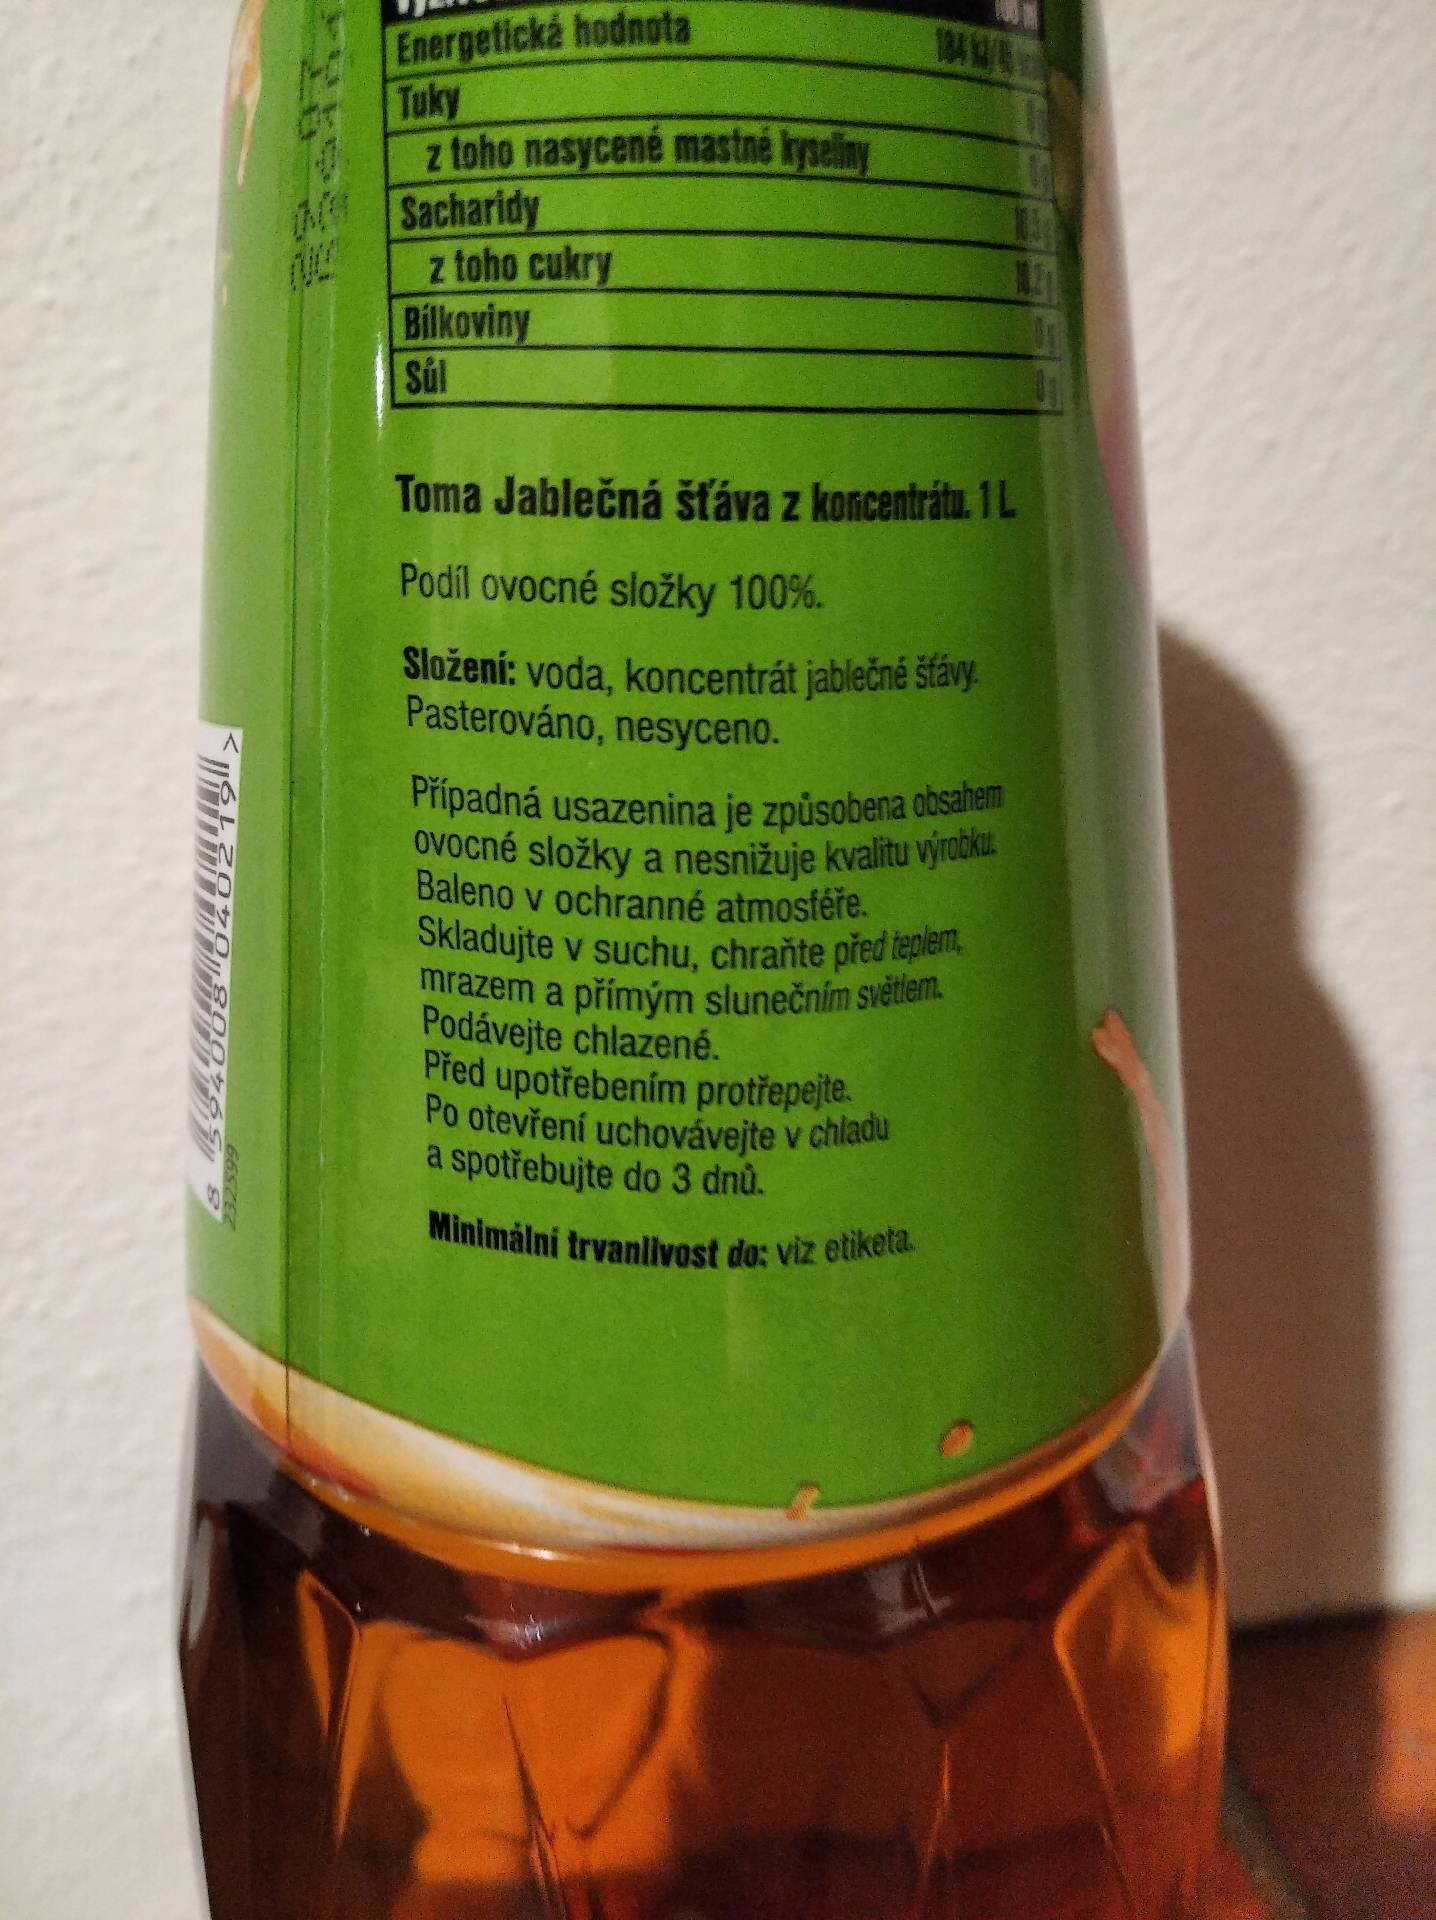 Energetická hodnota
Tuky
z toho nasycené mastné kyseliny
Sacharidy
z toho cukry
Bílkoviny 0 g
Sůl 0 g
Toma Jablečná šťáva z koncentrátu. 1 L
Podíl ovocné složky 100%.
Složení: voda, koncentrát jablečné šťávy.
Pasterováno, nesyceno.
Případná usazenina je způsobena obsahem
ovocné složky a nesnižuje kvalitu výrobku.
Baleno v ochranné atmosféře.
Skladujte v suchu, chraňte před teplem,
mrazem a přímým slunečním světlem.
Podávejte chlazené.
Před upotřebením protřepejte.
Po otevření uchovávejte v chladu
a spotřebujte do 3 dnů.
Minimální trvanlivost do: viz etiketa.
8 594008 040219 >
232599